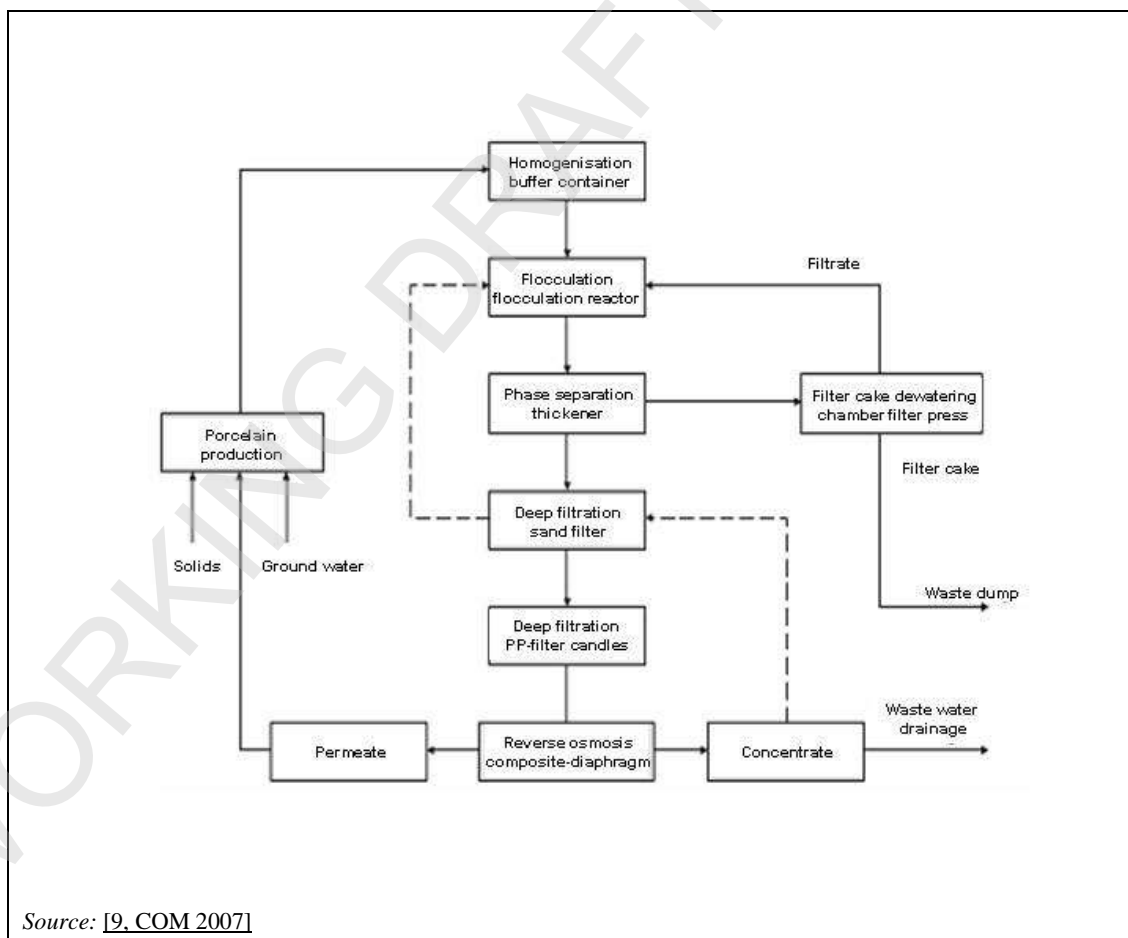 WORKING DRAFT
Homogenisation
buffer container
Flocculation
flocculation reactor
Filtrate
Phase separation
thickener
Filter cake dewatering
chamber filter press
Porcelain
production
Filter cake
Deep filtration
sand filter
Solids
Ground water
Waste dump
Deep filtration
PP-filter candles
Waste water
drainage
Permeate
Reverse osmosis
composite-diaphragm
Concentrate
Source: [9, COM 2007]